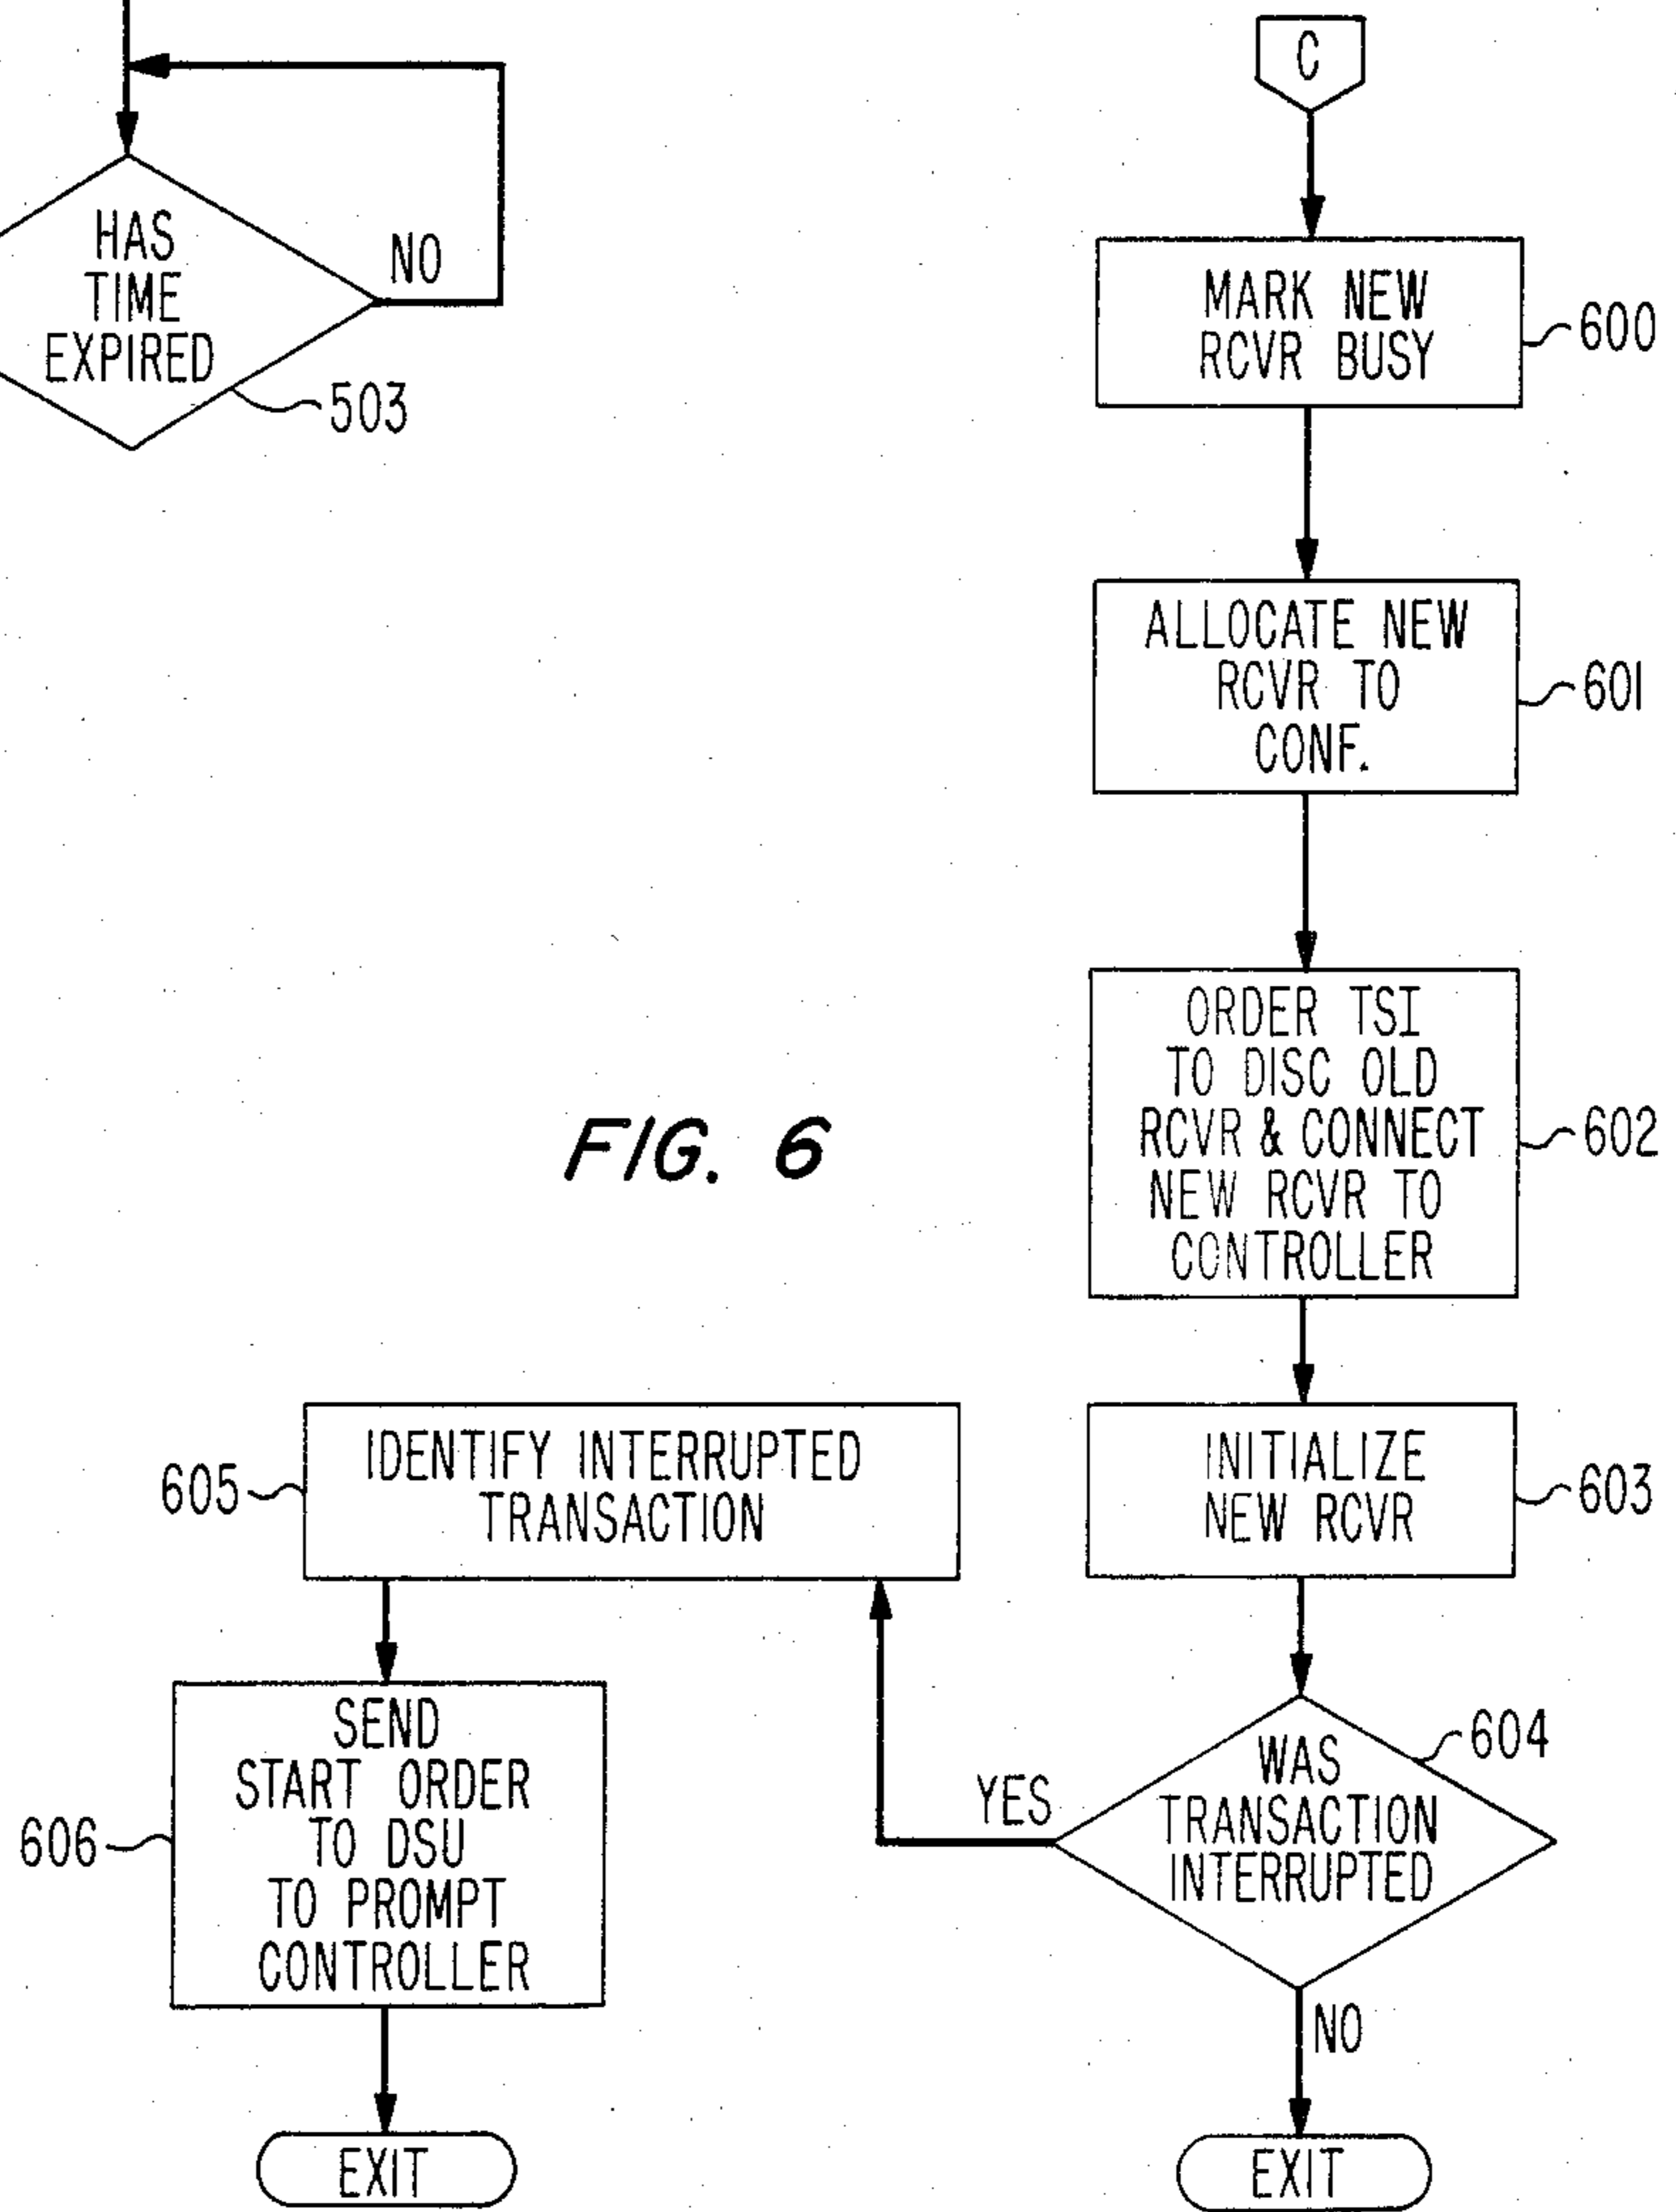 HAS
TIME
EXPIRED
NO
503
C
MARK NEW
RCVR BUSY
600
ALLOCATE NEW
RCVR TO
CONF.
601
ORDER TSI
TO DISC OLD
RCVR & CONNECT
NEW RCVR TO
CONTROLLER
602
FIG. 6
INITIALIZE
NEW RCVR
603
WAS
TRANSACTION
INTERRUPTED
604
YES
NO
EXIT
IDENTIFY INTERRUPTED
TRANSACTION
605
SEND
START ORDER
TO DSU
TO PROMPT
CONTROLLER
606
EXIT